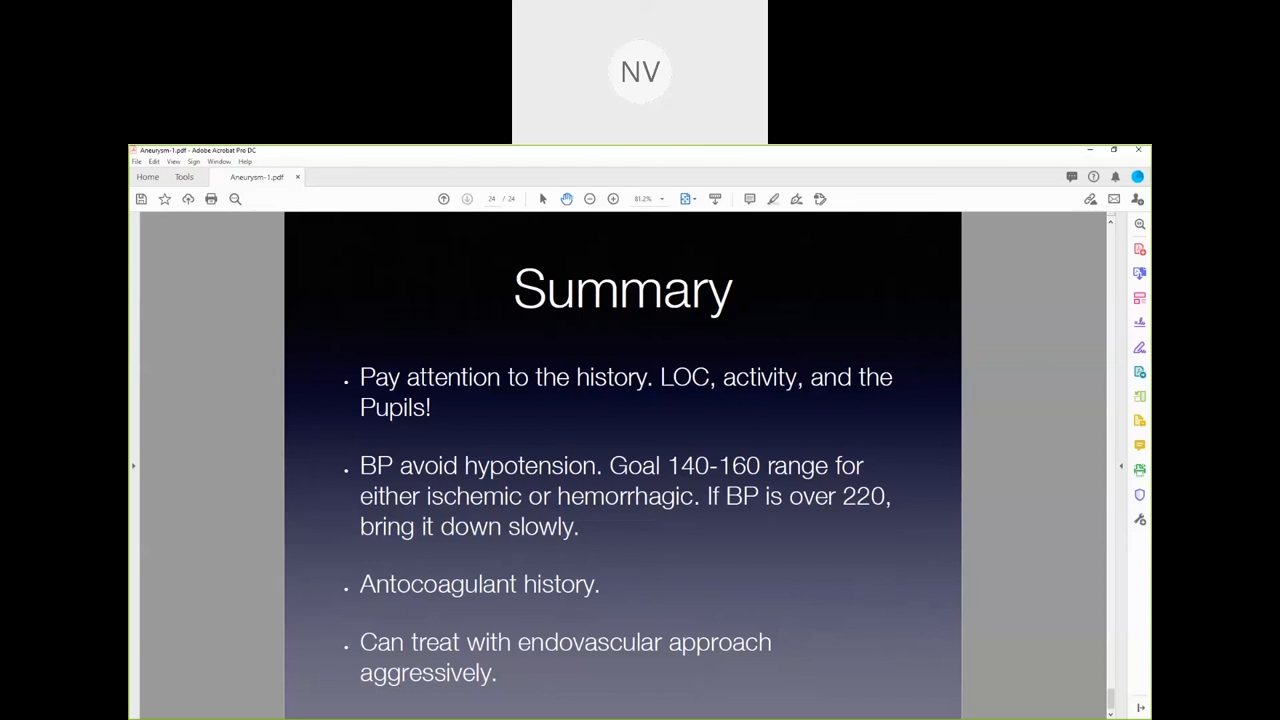 NV
Aneurysm-1.pdf - Adobe Acrobat Pro DC
File Edit View Sign Window Help
Home Tools Aneurysm-1.pdf ×
24 / 24 81.2%
Summary
• Pay attention to the history. LOC, activity, and the
Pupils!
• BP avoid hypotension. Goal 140-160 range for
either ischemic or hemorrhagic. If BP is over 220,
bring it down slowly.
• Antocoagulant history.
• Can treat with endovascular approach
aggressively.